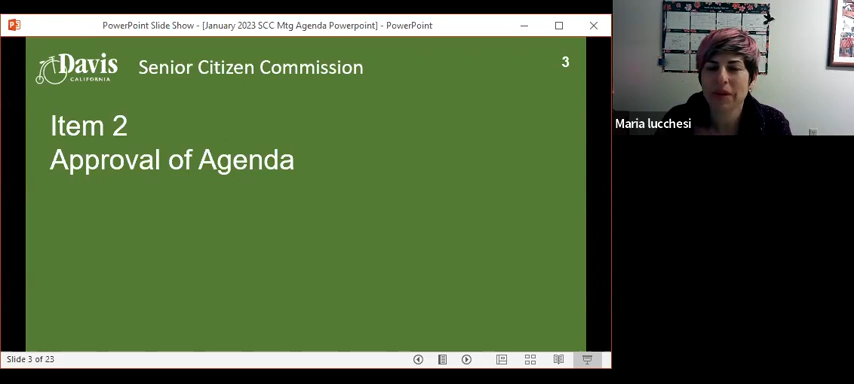 PowerPoint Slide Show - [January 2023 SCC Mtg Agenda Powerpoint] - PowerPoint
Davis
CALIFORNIA
Senior Citizen Commission
3
Item 2
Approval of Agenda
Slide 3 of 23
Maria lucchesi